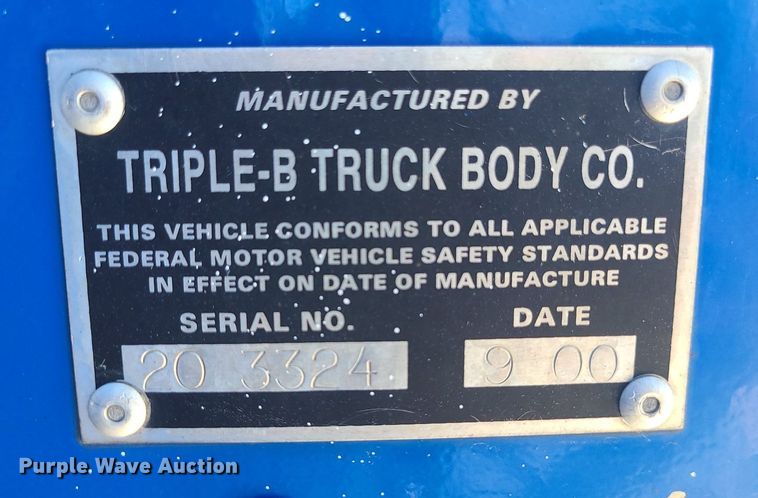 MANUFACTURED BY
TRIPLE-B TRUCK BODY CO.
THIS VEHICLE CONFORMS TO ALL APPLICABLE
FEDERAL MOTOR VEHICLE SAFETY STANDARDS
IN EFFECT ON DATE OF MANUFACTURE
SERIAL NO. DATE
20 3324 9 00
Purple Wave Auction